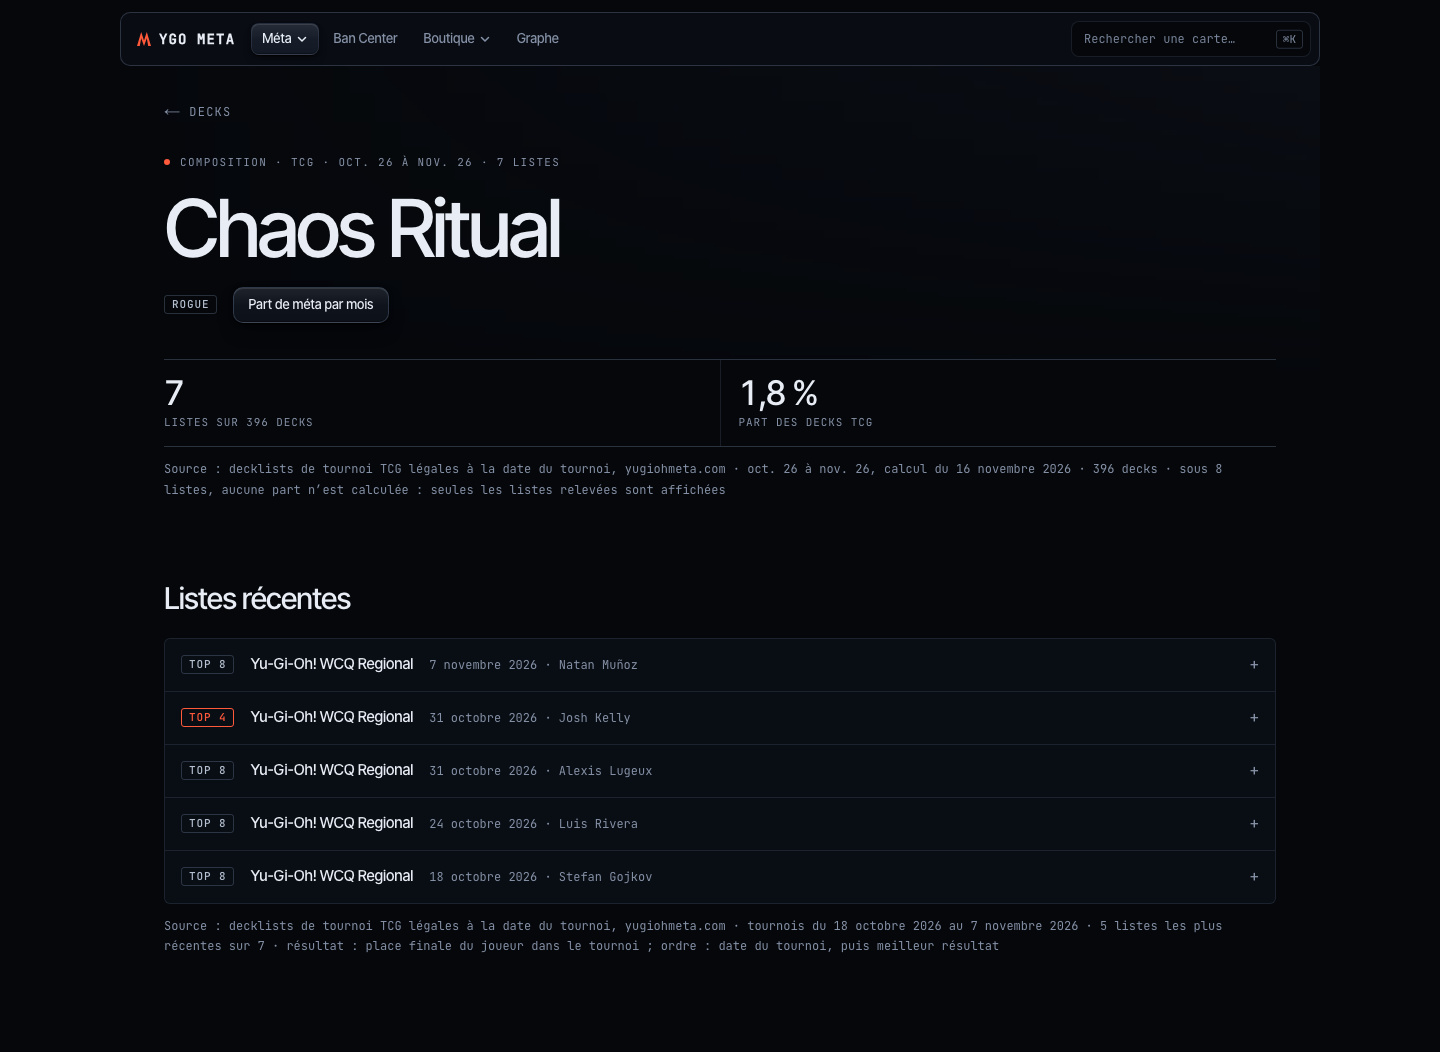 YGO META Méta Ban Center Boutique Graphe Rechercher une carte… ⌘K
← DECKS
COMPOSITION · TCG · OCT. 26 À NOV. 26 · 7 LISTES
Chaos Ritual
ROGUE Part de méta par mois
7 1,8 %
LISTES SUR 396 DECKS PART DES DECKS TCG
Source : decklists de tournoi TCG légales à la date du tournoi, yugiohmeta.com · oct. 26 à nov. 26, calcul du 16 novembre 2026 · 396 decks · sous 8
listes, aucune part n’est calculée : seules les listes relevées sont affichées
Listes récentes
TOP 8 Yu-Gi-Oh! WCQ Regional 7 novembre 2026 · Natan Muñoz +
TOP 4 Yu-Gi-Oh! WCQ Regional 31 octobre 2026 · Josh Kelly +
TOP 8 Yu-Gi-Oh! WCQ Regional 31 octobre 2026 · Alexis Lugeux +
TOP 8 Yu-Gi-Oh! WCQ Regional 24 octobre 2026 · Luis Rivera +
TOP 8 Yu-Gi-Oh! WCQ Regional 18 octobre 2026 · Stefan Gojkov +
Source : decklists de tournoi TCG légales à la date du tournoi, yugiohmeta.com · tournois du 18 octobre 2026 au 7 novembre 2026 · 5 listes les plus
récentes sur 7 · résultat : place finale du joueur dans le tournoi ; ordre : date du tournoi, puis meilleur résultat